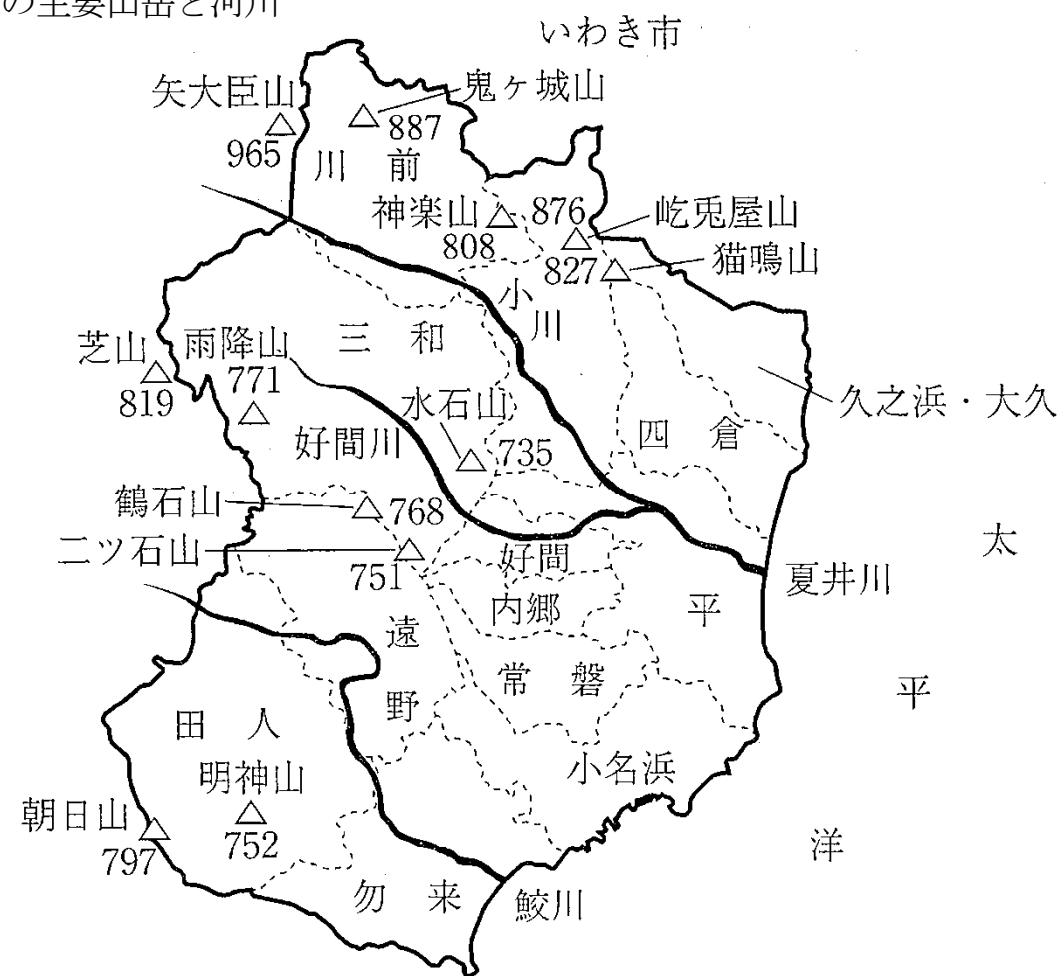 の主要山岳と河川
いわき市
矢大臣山
965
鬼ヶ城山
887
川前
神楽山
808
876
屹兎屋山
827
猫鳴山
小川
三和
芝山
819
雨降山
771
水石山
735
好間川
四倉
久之浜・大久
鶴石山
768
二ツ石山
751
好間
内郷
平
夏井川
遠野
常磐
太平洋
田人
明神山
752
小名浜
朝日山
797
勿来
鮫川